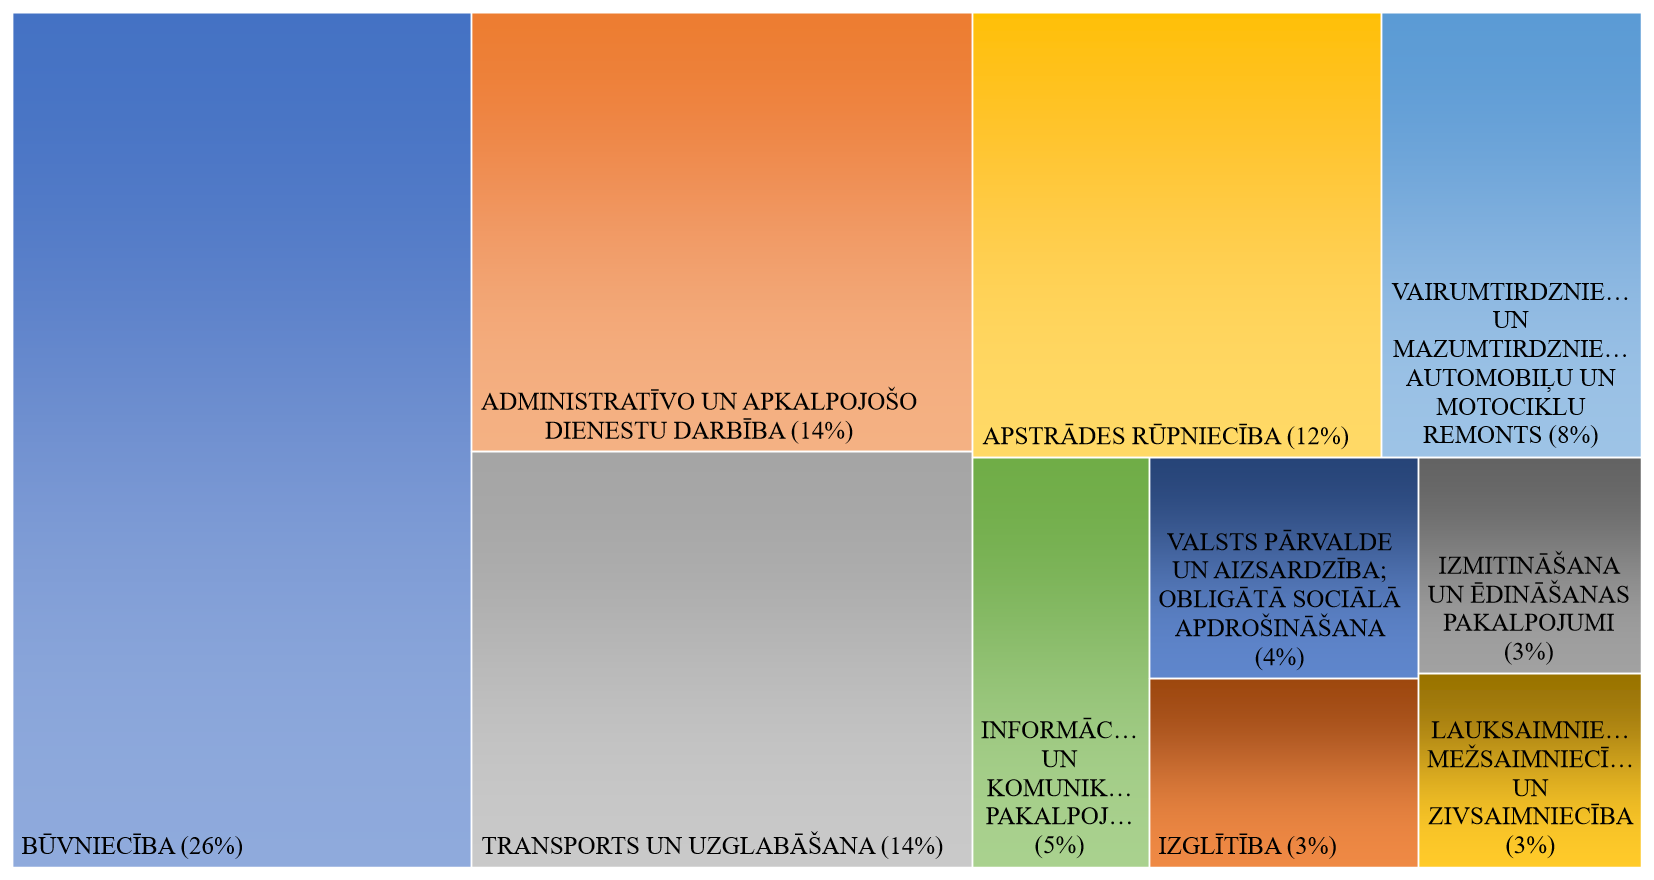 BŪVNIECĪBA (26%)
ADMINISTRATĪVO UN APKALPOJOŠO
DIENESTU DARBĪBA (14%)
TRANSPORTS UN UZGLABĀŠANA (14%)
APSTRĀDES RŪPNIECĪBA (12%)
VAIRUMTIRDZNIE…
UN
MAZUMTIRDZNIE…
AUTOMOBIĻU UN
MOTOCIKLU
REMONTS (8%)
INFORMĀC…
UN
KOMUNIK…
PAKALPOJ…
(5%)
VALSTS PĀRVALDE
UN AIZSARDZĪBA;
OBLIGĀTĀ SOCIĀLĀ
APDROŠINĀŠANA
(4%)
IZGLĪTĪBA (3%)
IZMITINĀŠANA
UN ĒDINĀŠANAS
PAKALPOJUMI
(3%)
LAUKSAIMNIE…
MEŽSAIMNIECĪ…
UN
ZIVSAIMNIECĪBA
(3%)